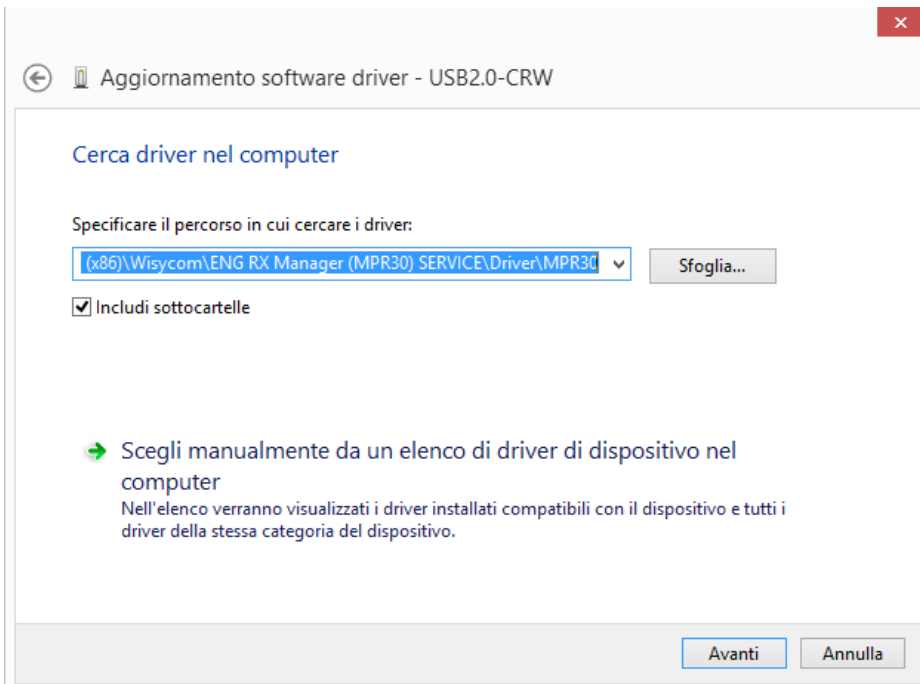 Aggiornamento software driver - USB2.0-CRW
Cerca driver nel computer
Specificare il percorso in cui cercare i driver:
(x86)\Wisycom\ENG RX Manager (MPR30) SERVICE\Driver\MPR30
Sfoglia...
Includi sottocartelle
Scegli manualmente da un elenco di driver di dispositivo nel
computer
Nell'elenco verranno visualizzati i driver installati compatibili con il dispositivo e tutti i
driver della stessa categoria del dispositivo.
Avanti
Annulla